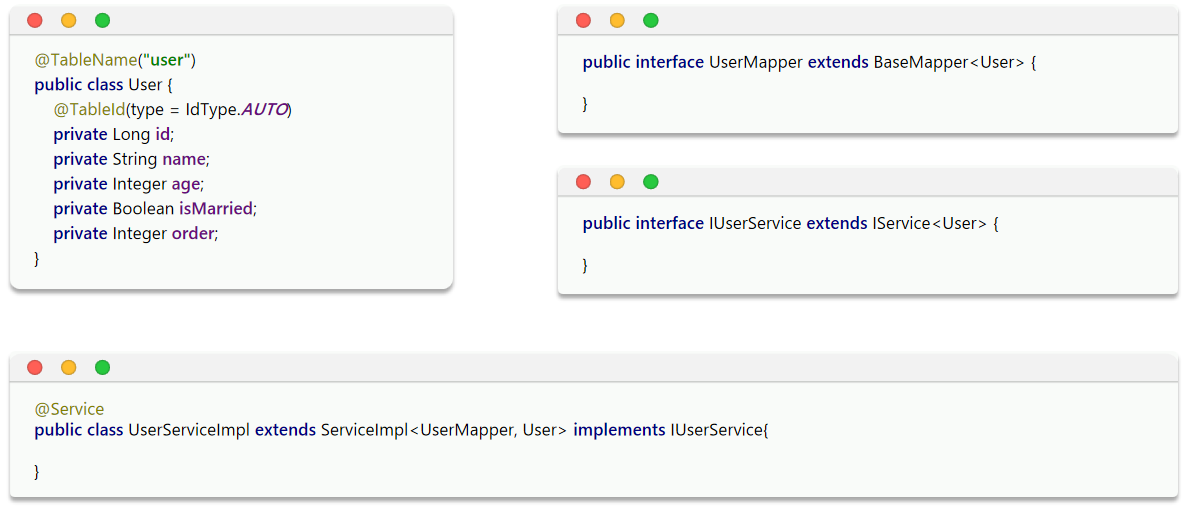 @TableName("user")
public class User {
@TableId(type = IdType.AUTO)
private Long id;
private String name;
private Integer age;
private Boolean isMarried;
private Integer order;
}
public interface UserMapper extends BaseMapper<User> {
}
public interface IUserService extends IService<User> {
}
@Service
public class UserServiceImpl extends ServiceImpl<UserMapper, User> implements IUserService{
}